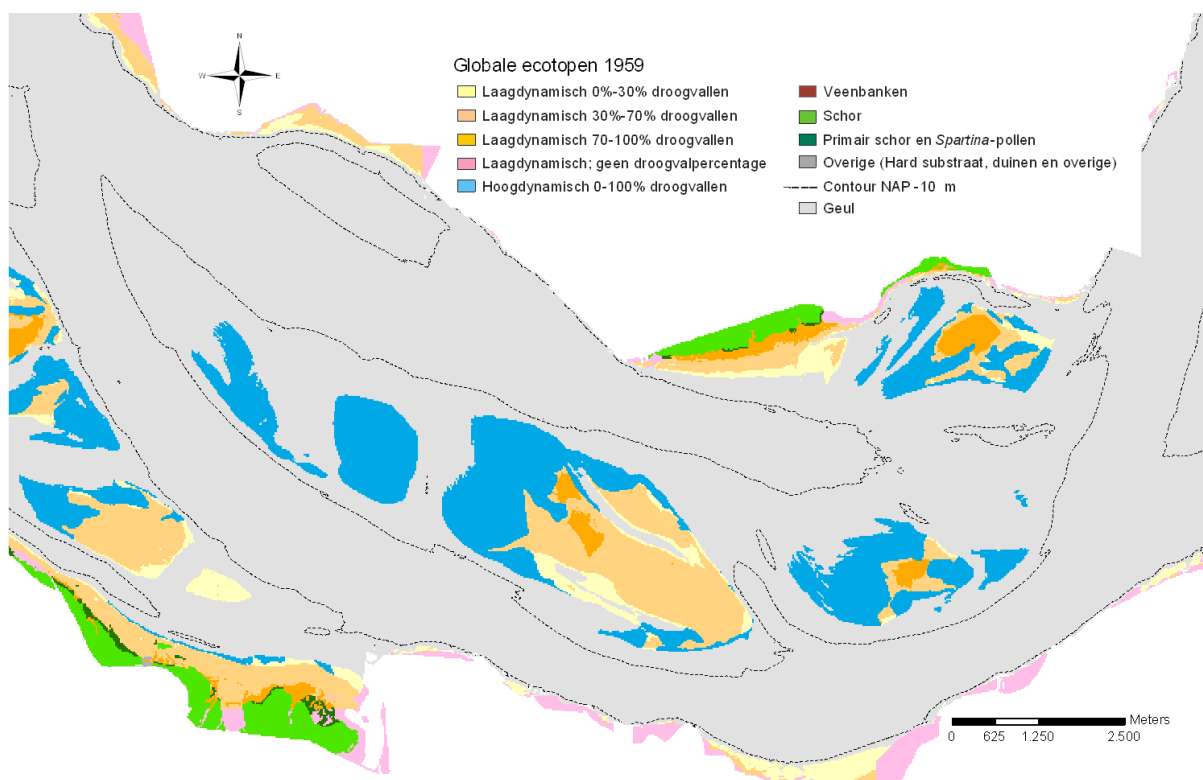 N
W E
S
Globale ecotopen 1959
Laagdynamisch 0%-30% droogvallen
Laagdynamisch 30%-70% droogvallen
Laagdynamisch 70-100% droogvallen
Laagdynamisch; geen droogvalpercentage
Hoogdynamisch 0-100% droogvallen
Veenbanken
Schor
Primair schor en Spartina-pollen
Overige (Hard substraat, duinen en overige)
Contour NAP -10 m
Geul
Meters
0 625 1.250 2.500